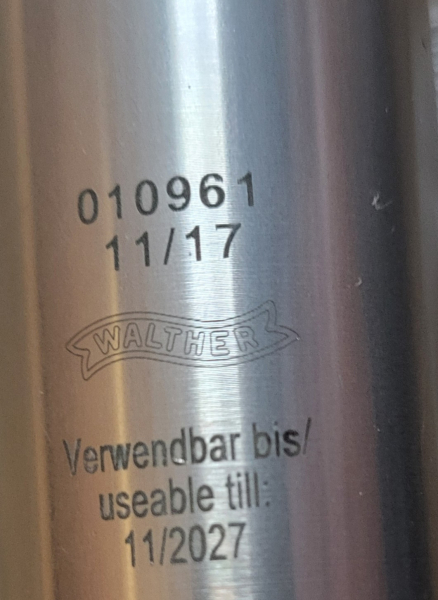 010961
11/17
WALTHER
Verwendbar bis/
useable till:
11/2027